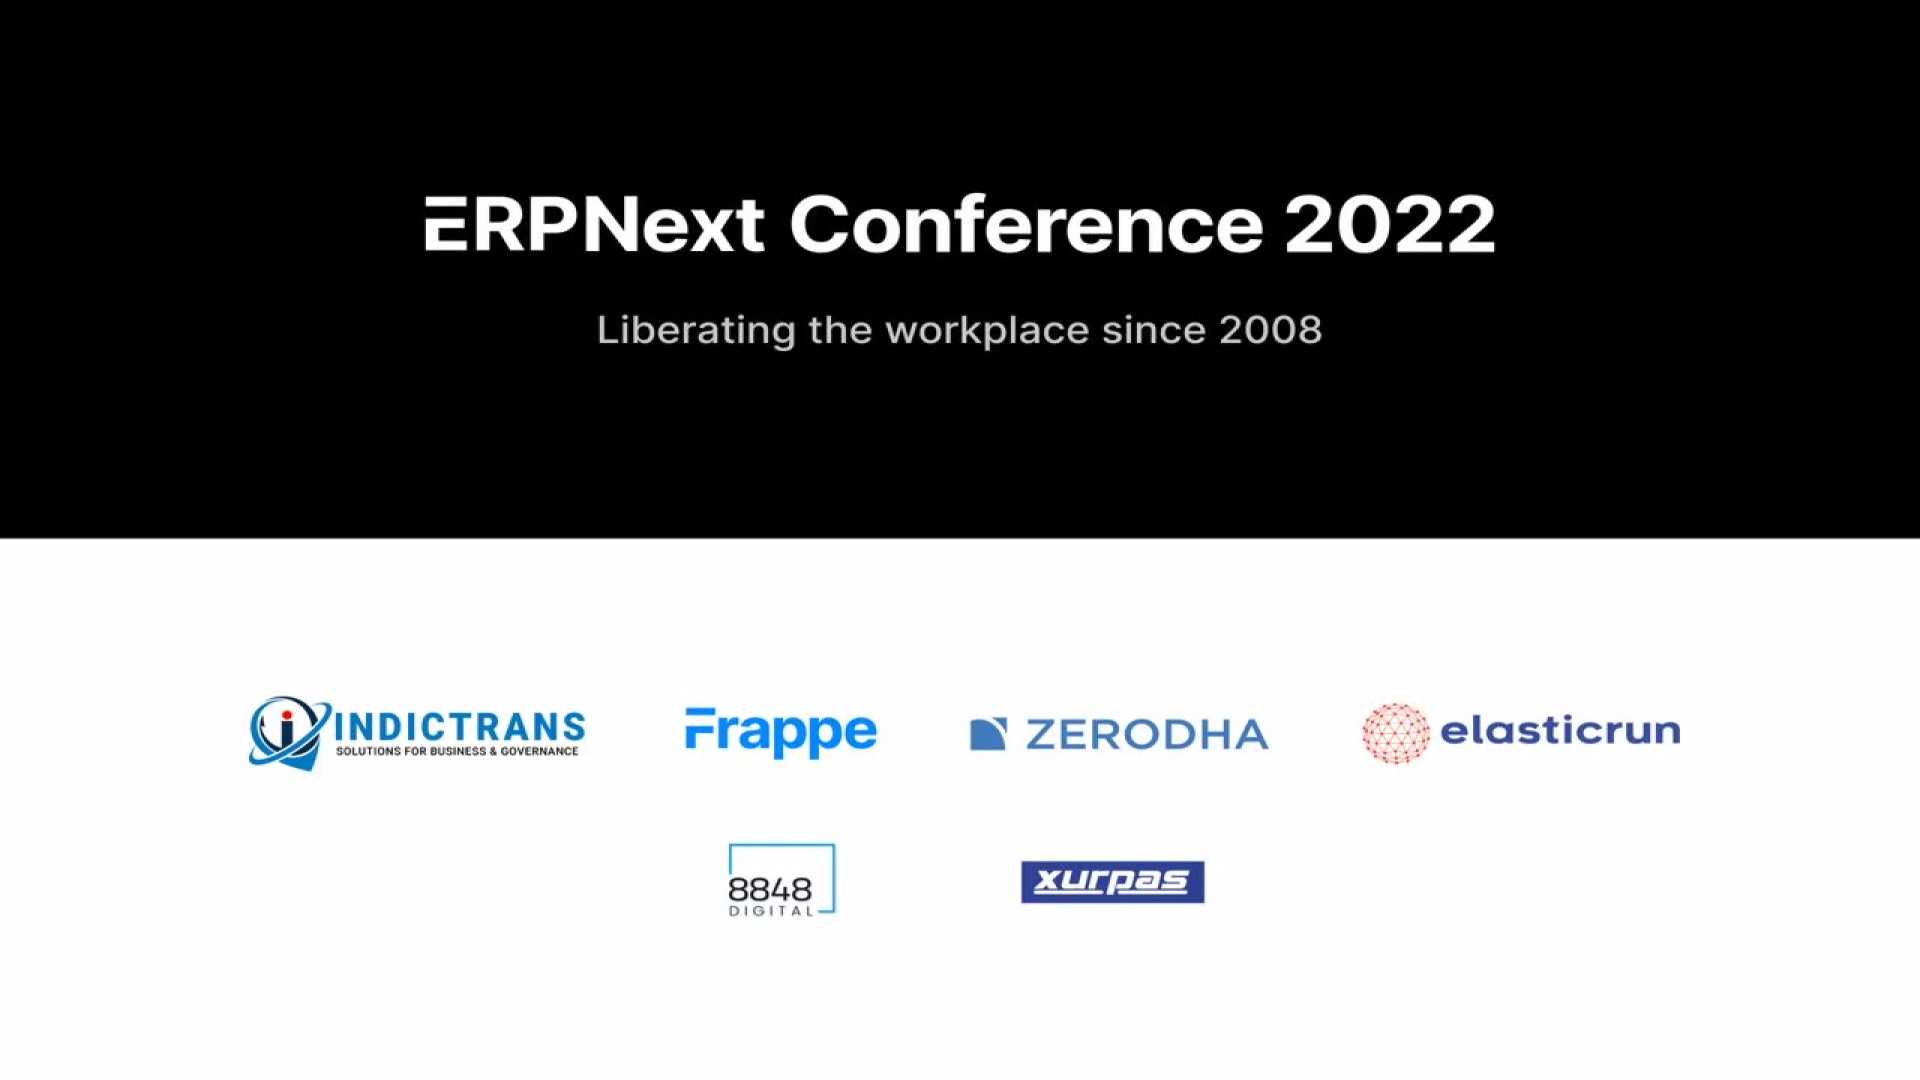 ERPNext Conference 2022
Liberating the workplace since 2008
INDICTRANS
SOLUTIONS FOR BUSINESS & GOVERNANCE
Frappe
ZERODHA
elasticrun
8848
DIGITAL
xurpas